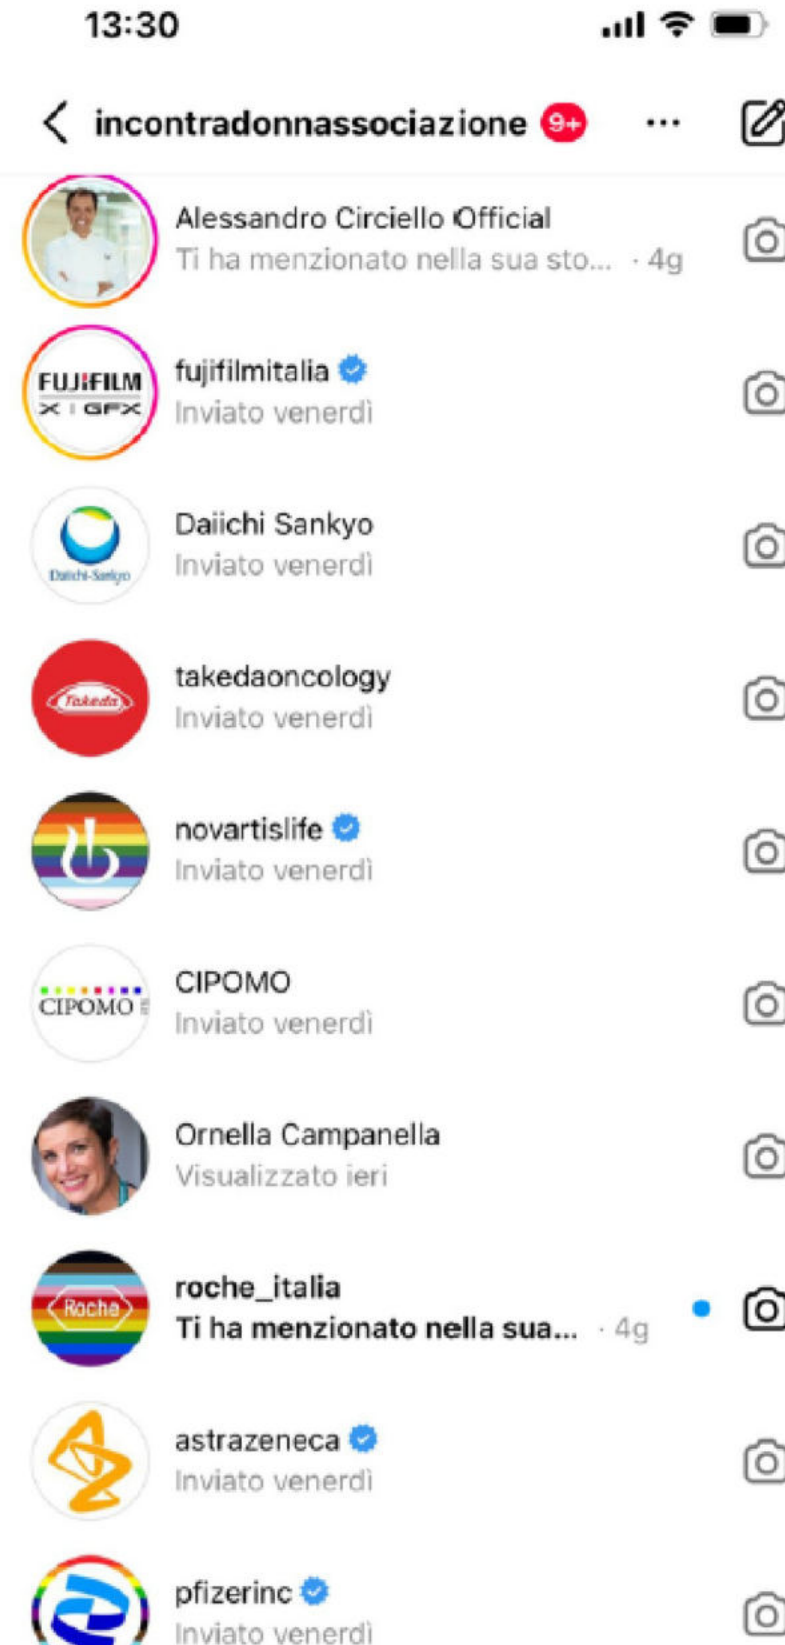 13:30
incontradonnassociazione 9+
Alessandro Circiello Official
Ti ha menzionato nella sua sto... · 4g
FUJIFILM
X | GFX
fujifilmitalia
Inviato venerdì
Daiichi Sankyo
Inviato venerdì
Daiichi-Sankyo
takedaoncology
Takeda
Inviato venerdì
novartislife
Inviato venerdì
CIPOMO
CIPOMO
Inviato venerdì
Ornella Campanella
Visualizzato ieri
roche_italia
Roche
Ti ha menzionato nella sua... · 4g
astrazeneca
Inviato venerdì
pfizerinc
Inviato venerdì